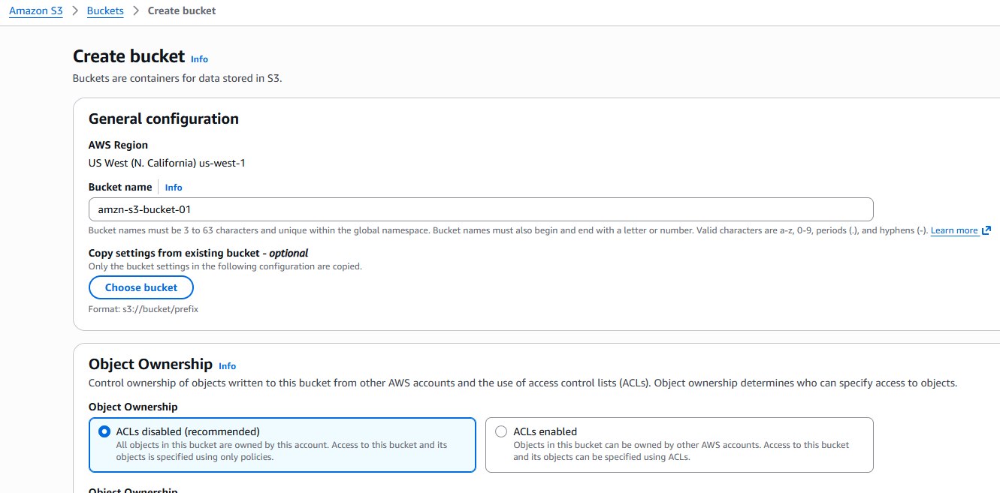 Amazon S3 > Buckets > Create bucket
Create bucket Info
Buckets are containers for data stored in S3.
General configuration
AWS Region
US West (N. California) us-west-1
Bucket name Info
amzn-s3-bucket-01
Bucket names must be 3 to 63 characters and unique within the global namespace. Bucket names must also begin and end with a letter or number. Valid characters are a-z, 0-9, periods (.), and hyphens (-). Learn more
Copy settings from existing bucket - optional
Only the bucket settings in the following configuration are copied.
Choose bucket
Format: s3://bucket/prefix
Object Ownership Info
Control ownership of objects written to this bucket from other AWS accounts and the use of access control lists (ACLs). Object ownership determines who can specify access to objects.
Object Ownership
ACLs disabled (recommended)
All objects in this bucket are owned by this account. Access to this bucket and its
objects is specified using only policies.
ACLs enabled
Objects in this bucket can be owned by other AWS accounts. Access to this bucket
and its objects can be specified using ACLs.
Object Ownership